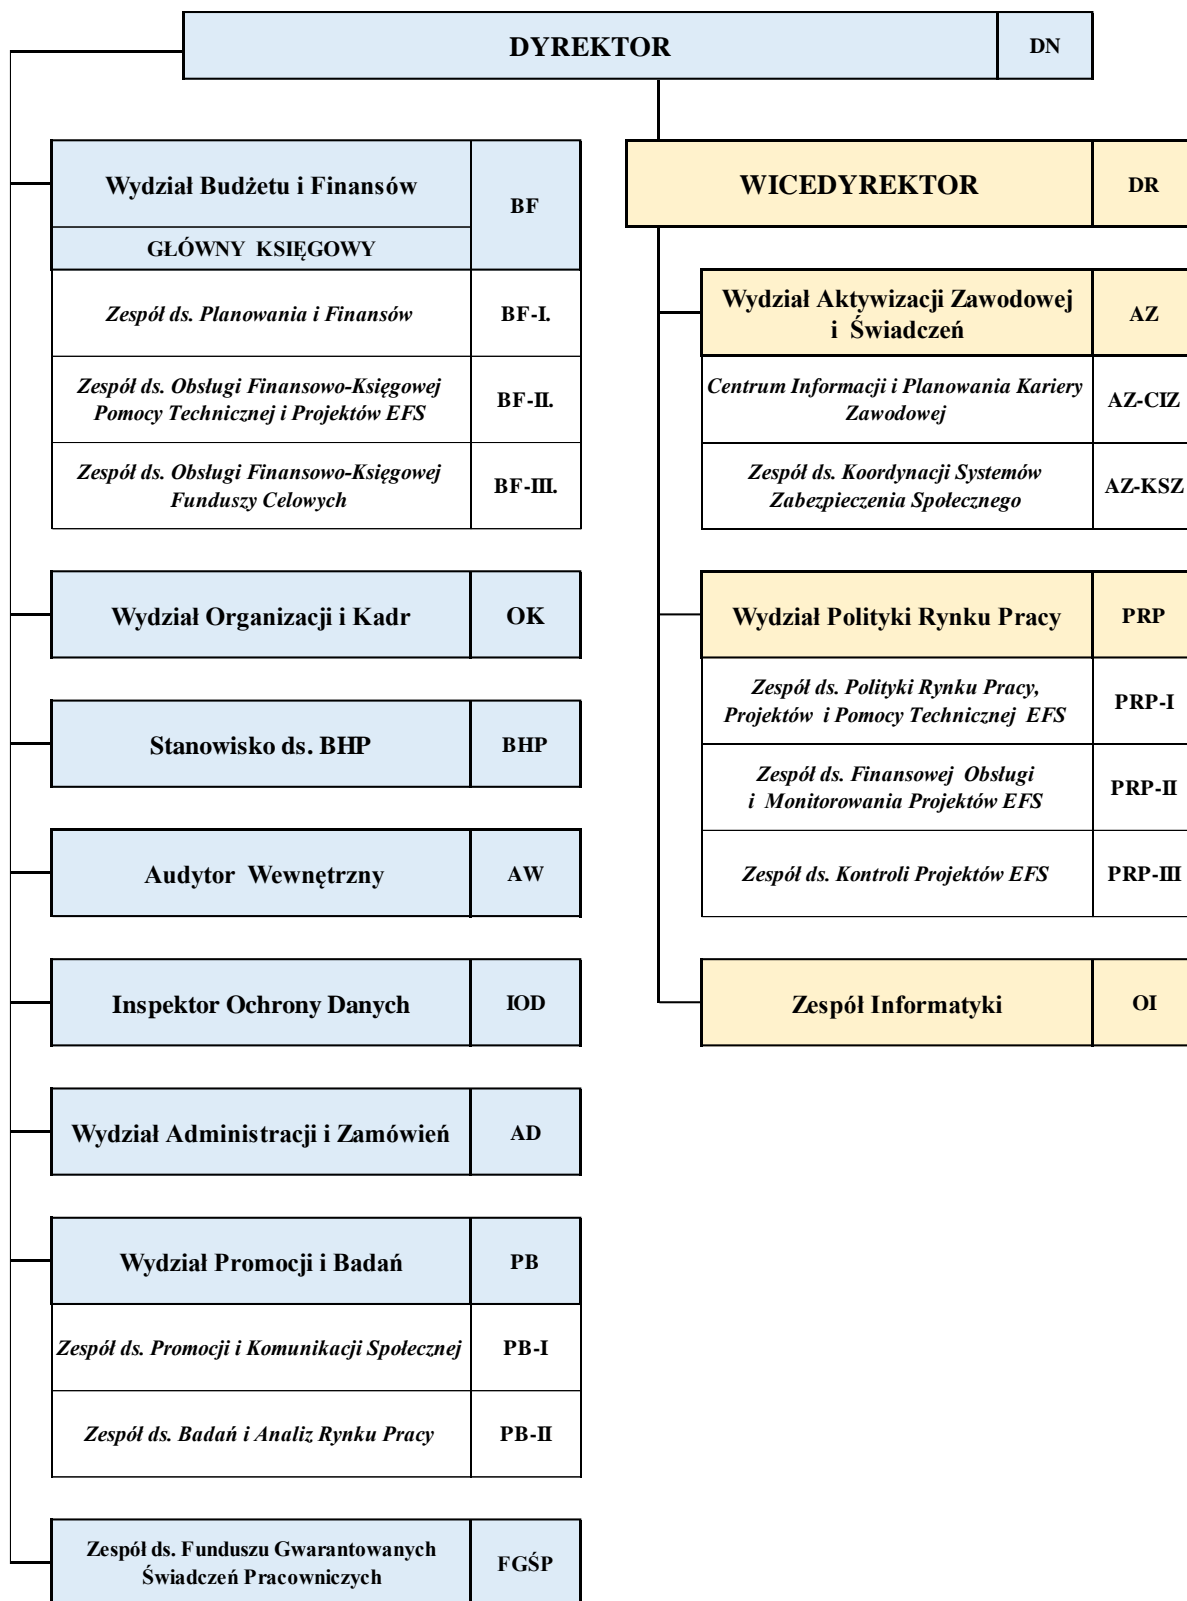 DYREKTOR DN
Wydział Budżetu i Finansów BF
GŁÓWNY KSIĘGOWY
Zespół ds. Planowania i Finansów BF-I.
Zespół ds. Obsługi Finansowo-Księgowej
Pomocy Technicznej i Projektów EFS BF-II.
Zespół ds. Obsługi Finansowo-Księgowej
Funduszy Celowych BF-III.
Wydział Organizacji i Kadr OK
Stanowisko ds. BHP BHP
Audytor Wewnętrzny AW
Inspektor Ochrony Danych IOD
Wydział Administracji i Zamówień AD
Wydział Promocji i Badań PB
Zespół ds. Promocji i Komunikacji Społecznej PB-I
Zespół ds. Badań i Analiz Rynku Pracy PB-II
Zespół ds. Funduszu Gwarantowanych
Świadczeń Pracowniczych FGŚP
WICEDYREKTOR DR
Wydział Aktywizacji Zawodowej
i Świadczeń AZ
Centrum Informacji i Planowania Kariery
Zawodowej AZ-CIZ
Zespół ds. Koordynacji Systemów
Zabezpieczenia Społecznego AZ-KSZ
Wydział Polityki Rynku Pracy PRP
Zespół ds. Polityki Rynku Pracy,
Projektów i Pomocy Technicznej EFS PRP-I
Zespół ds. Finansowej Obsługi
i Monitorowania Projektów EFS PRP-II
Zespół ds. Kontroli Projektów EFS PRP-III
Zespół Informatyki OI